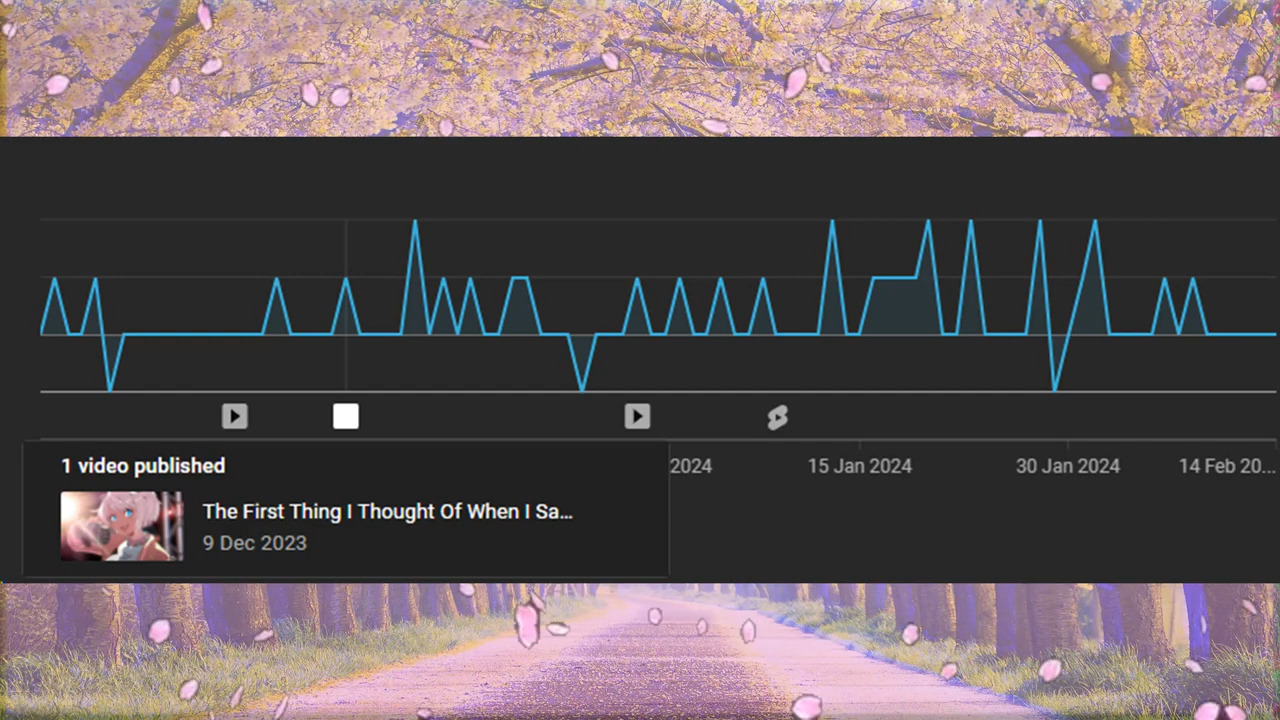 2024
15 Jan 2024
30 Jan 2024
14 Feb 20...
1 video published
The First Thing I Thought Of When I Sa...
9 Dec 2023